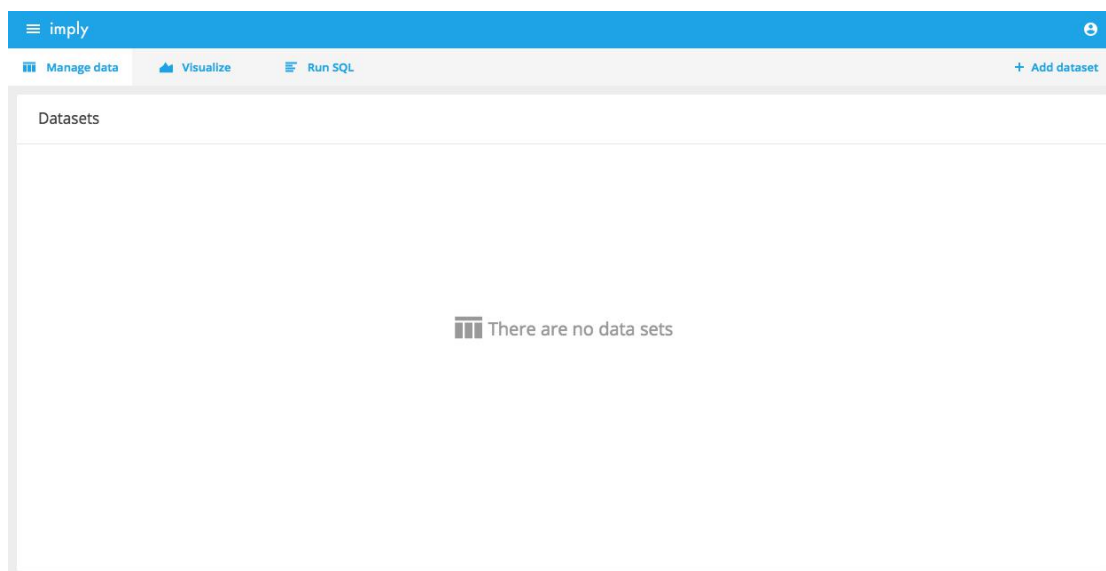 imply
Manage data Visualize Run SQL + Add dataset
Datasets
There are no data sets